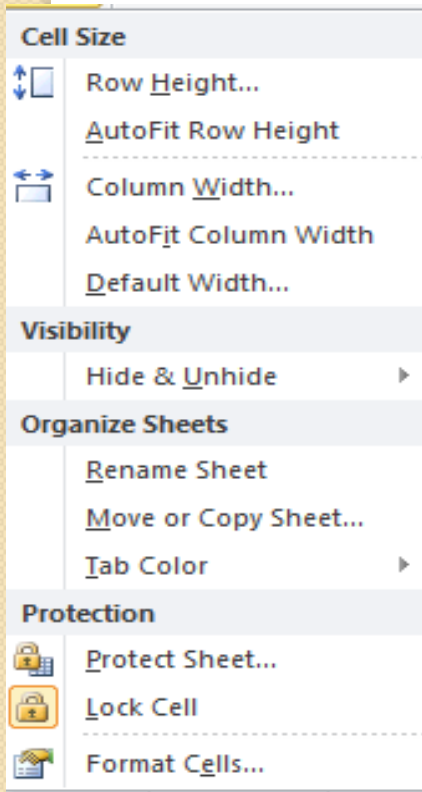 Cell Size
Row Height...
AutoFit Row Height
Column Width...
AutoFit Column Width
Default Width...
Visibility
Hide & Unhide
Organize Sheets
Rename Sheet
Move or Copy Sheet...
Tab Color
Protection
Protect Sheet...
Lock Cell
Format Cells...